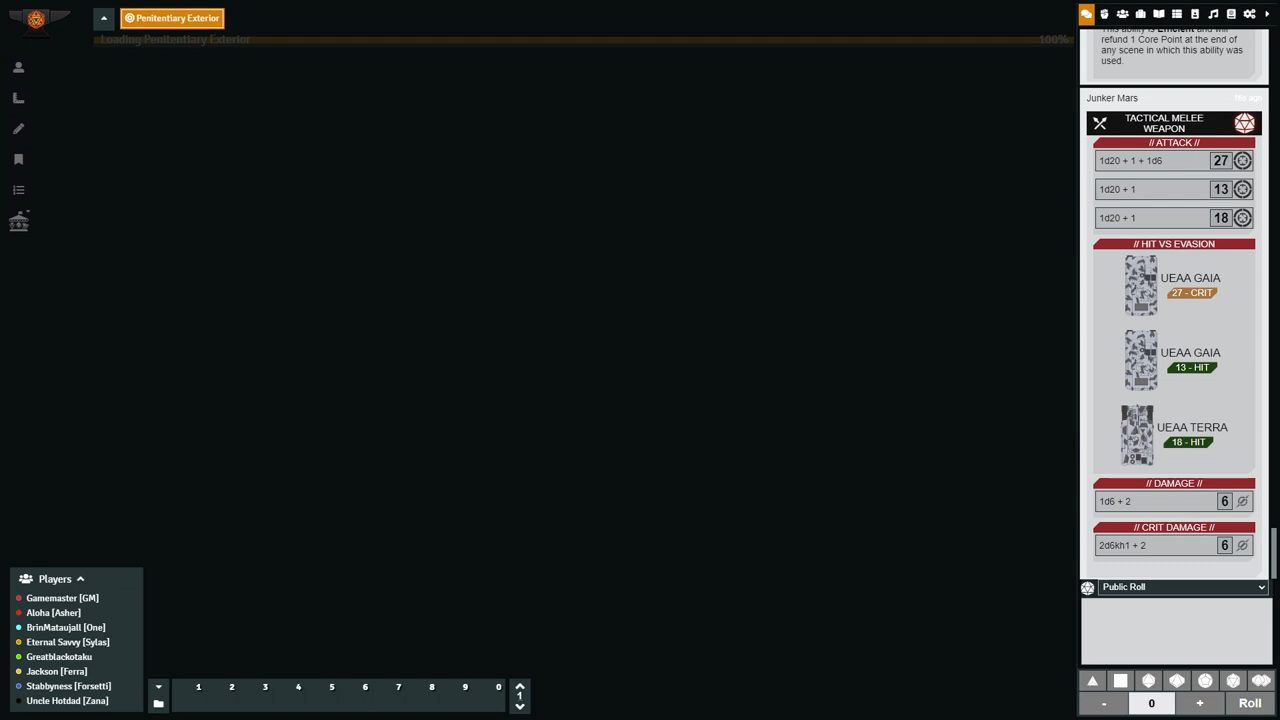 Penitentiary Exterior
Loading Penitentiary Exterior
100%
This ability is Efficient and will
refund 1 Core Point at the end of
any scene in which this ability was
used.
Junker Mars
TACTICAL MELEE
WEAPON
// ATTACK //
1d20 + 1 + 1d6 27
1d20 + 1 13
1d20 + 1 18
// HIT VS EVASION
UEAA GAIA
27 - CRIT
UEAA GAIA
13 - HIT
UEAA TERRA
18 - HIT
// DAMAGE //
1d6 + 2 6
// CRIT DAMAGE //
2d6kh1 + 2 6
Public Roll
- 0 + Roll
Players
Gamemaster [GM]
Aloha [Asher]
BrinMataujall [One]
Eternal Savvy [Sylas]
Greatblackotaku
Jackson [Ferra]
Stabbyness [Forsetti]
Uncle Hotdad [Zana]
1 2 3 4 5 6 7 8 9 0
1